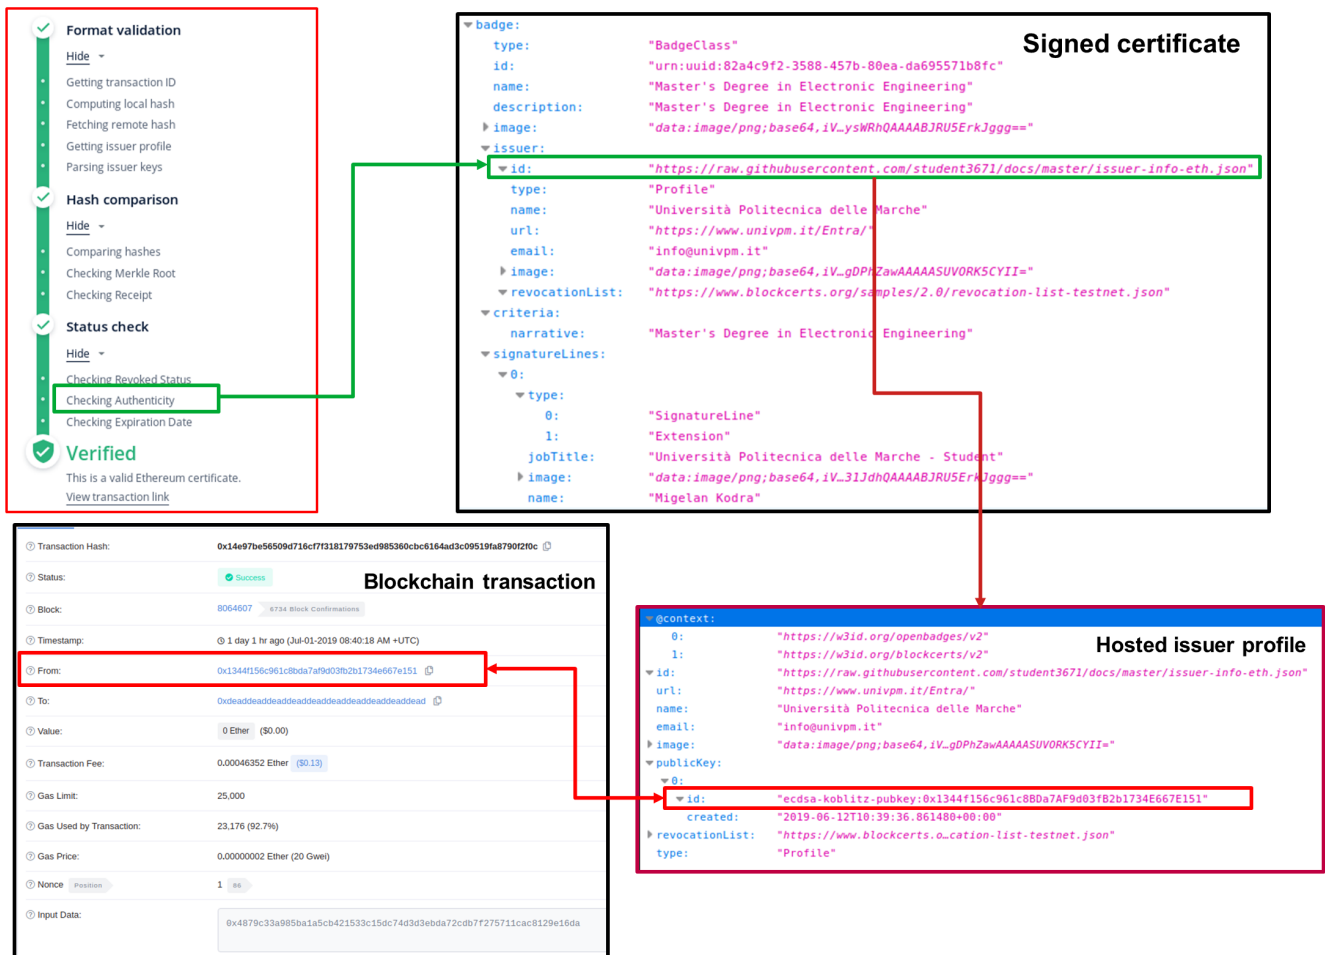 Format validation
Hide
Getting transaction ID
Computing local hash
Fetching remote hash
Getting issuer profile
Parsing issuer keys
Hash comparison
Hide
Comparing hashes
Checking Merkle Root
Checking Receipt
Status check
Hide
Checking Revoked Status
Checking Authenticity
Checking Expiration Date
Verified
This is a valid Ethereum certificate.
View transaction link
Signed certificate
badge:
type: "BadgeClass"
id: "urn:uuid:82a4c9f2-3588-457b-80ea-da695571b8fc"
name: "Master's Degree in Electronic Engineering"
description: "Master's Degree in Electronic Engineering"
image: "data:image/png;base64,iV…ysWRhQAAAABJRU5ErkJggg=="
issuer:
id: "https://raw.githubusercontent.com/student3671/docs/master/issuer-info-eth.json"
type: "Profile"
name: "Università Politecnica delle Marche"
url: "https://www.univpm.it/Entra/"
email: "info@univpm.it"
image: "data:image/png;base64,iV…gDPhZawAAAAASUVORK5CYII="
revocationList: "https://www.blockcerts.org/samples/2.0/revocation-list-testnet.json"
criteria:
narrative: "Master's Degree in Electronic Engineering"
signatureLines:
0:
type:
0: "SignatureLine"
1: "Extension"
jobTitle: "Università Politecnica delle Marche - Student"
image: "data:image/png;base64,iV…31JdhQAAAABJRU5ErkJggg=="
name: "Migelan Kodra"
Blockchain transaction
Transaction Hash: 0x14e97be56509d716cf7f318179753ed985360cbc6164ad3c09519fa8790f2f0c
Status: Success
Block: 8064607 6734 Block Confirmations
Timestamp: 1 day 1 hr ago (Jul-01-2019 08:40:18 AM +UTC)
From: 0x1344f156c961c8bda7af9d03fb2b1734e667e151
To: 0xdeaddeaddeaddeaddeaddeaddeaddeaddeaddead
Value: 0 Ether ($0.00)
Transaction Fee: 0.00046352 Ether ($0.13)
Gas Limit: 25,000
Gas Used by Transaction: 23,176 (92.7%)
Gas Price: 0.00000002 Ether (20 Gwei)
Nonce Position 1 86
Input Data: 0x4879c33a985ba1a5cb421533c15dc74d3d3ebda72cdb7f275711cac8129e16da
Hosted issuer profile
@context:
0: "https://w3id.org/openbadges/v2"
1: "https://w3id.org/blockcerts/v2"
id: "https://raw.githubusercontent.com/student3671/docs/master/issuer-info-eth.json"
url: "https://www.univpm.it/Entra/"
name: "Università Politecnica delle Marche"
email: "info@univpm.it"
image: "data:image/png;base64,iV…gDPhZawAAAAASUVORK5CYII="
publicKey:
0:
id: "ecdsa-koblitz-pubkey:0x1344f156c961c8BDa7AF9d03fB2b1734E667E151"
created: "2019-06-12T10:39:36.861480+00:00"
revocationList: "https://www.blockcerts.o…cation-list-testnet.json"
type: "Profile"